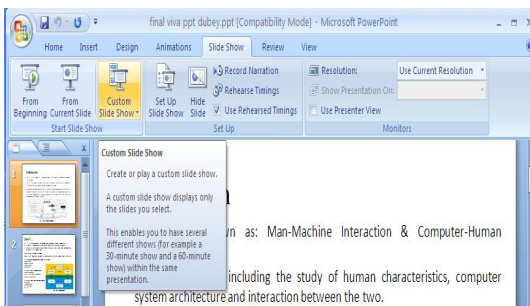 final viva ppt dubey.ppt [Compatibility Mode] - Microsoft PowerPoint
Home Insert Design Animations Slide Show Review View
From Beginning
From Current Slide
Custom Slide Show
Set Up Slide Show
Hide Slide
Record Narration
Rehearse Timings
Use Rehearsed Timings
Resolution: Use Current Resolution
Show Presentation On:
Use Presenter View
Start Slide Show
Set Up
Monitors
Custom Slide Show
Create or play a custom slide show.
A custom slide show displays only
the slides you select.
This enables you to have several
different shows (for example a
30-minute show and a 60-minute
show) within the same
presentation.
1
2
as: Man-Machine Interaction & Computer-Human
including the study of human characteristics, computer
system architecture and interaction between the two.